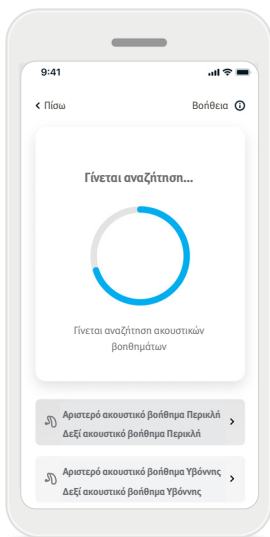 9:41
Πίσω
Βοήθεια
Γίνεται αναζήτηση...
Γίνεται αναζήτηση ακουστικών
βοηθημάτων
Αριστερό ακουστικό βοήθημα Περικλή
Δεξί ακουστικό βοήθημα Περικλή
Αριστερό ακουστικό βοήθημα Υβόννης
Δεξί ακουστικό βοήθημα Υβόννης